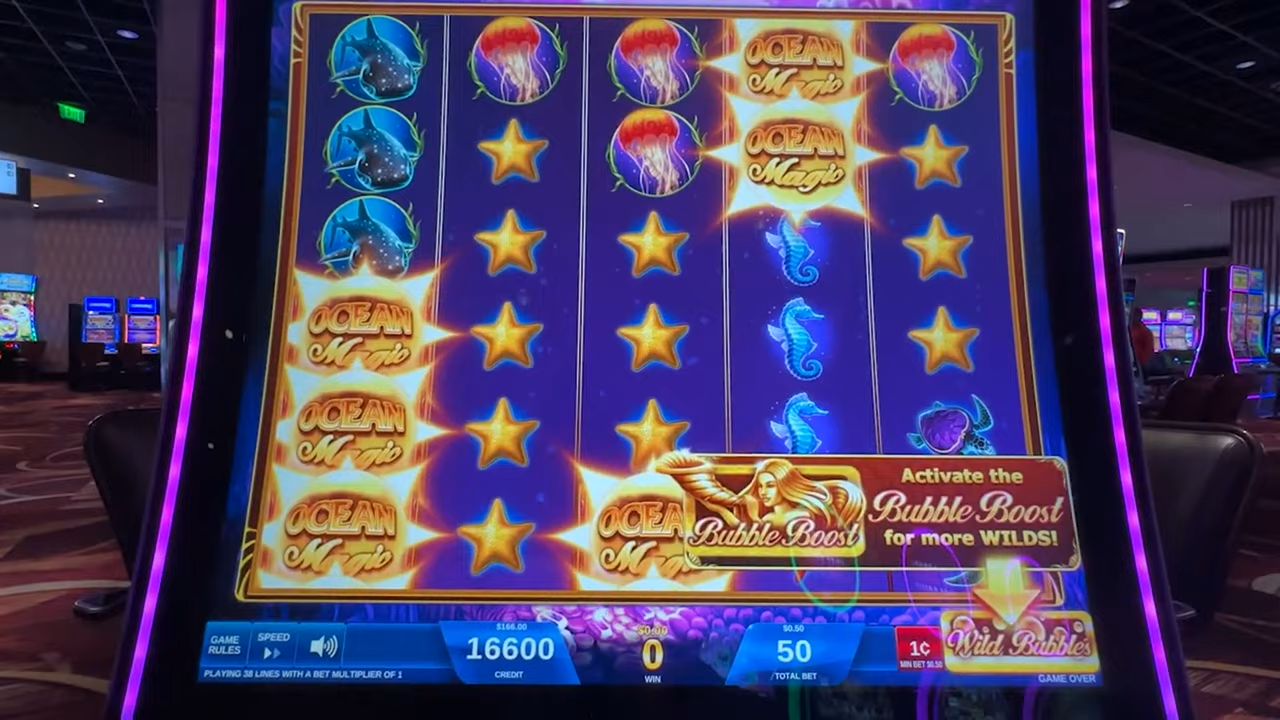 OCEAN
Magic
OCEAN
Magic
OCEAN
Magic
OCEAN
Magic
OCEAN
Magic
OCEA
Mag
Bubble Boost
Activate the
Bubble Boost
for more WILDS!
GAME
RULES
SPEED
$166.00
16600
CREDIT
$0.00
0
WIN
$0.50
50
TOTAL BET
1¢
MIN BET $0.50
Wild Bubbles
PLAYING 38 LINES WITH A BET MULTIPLIER OF 1
GAME OVER